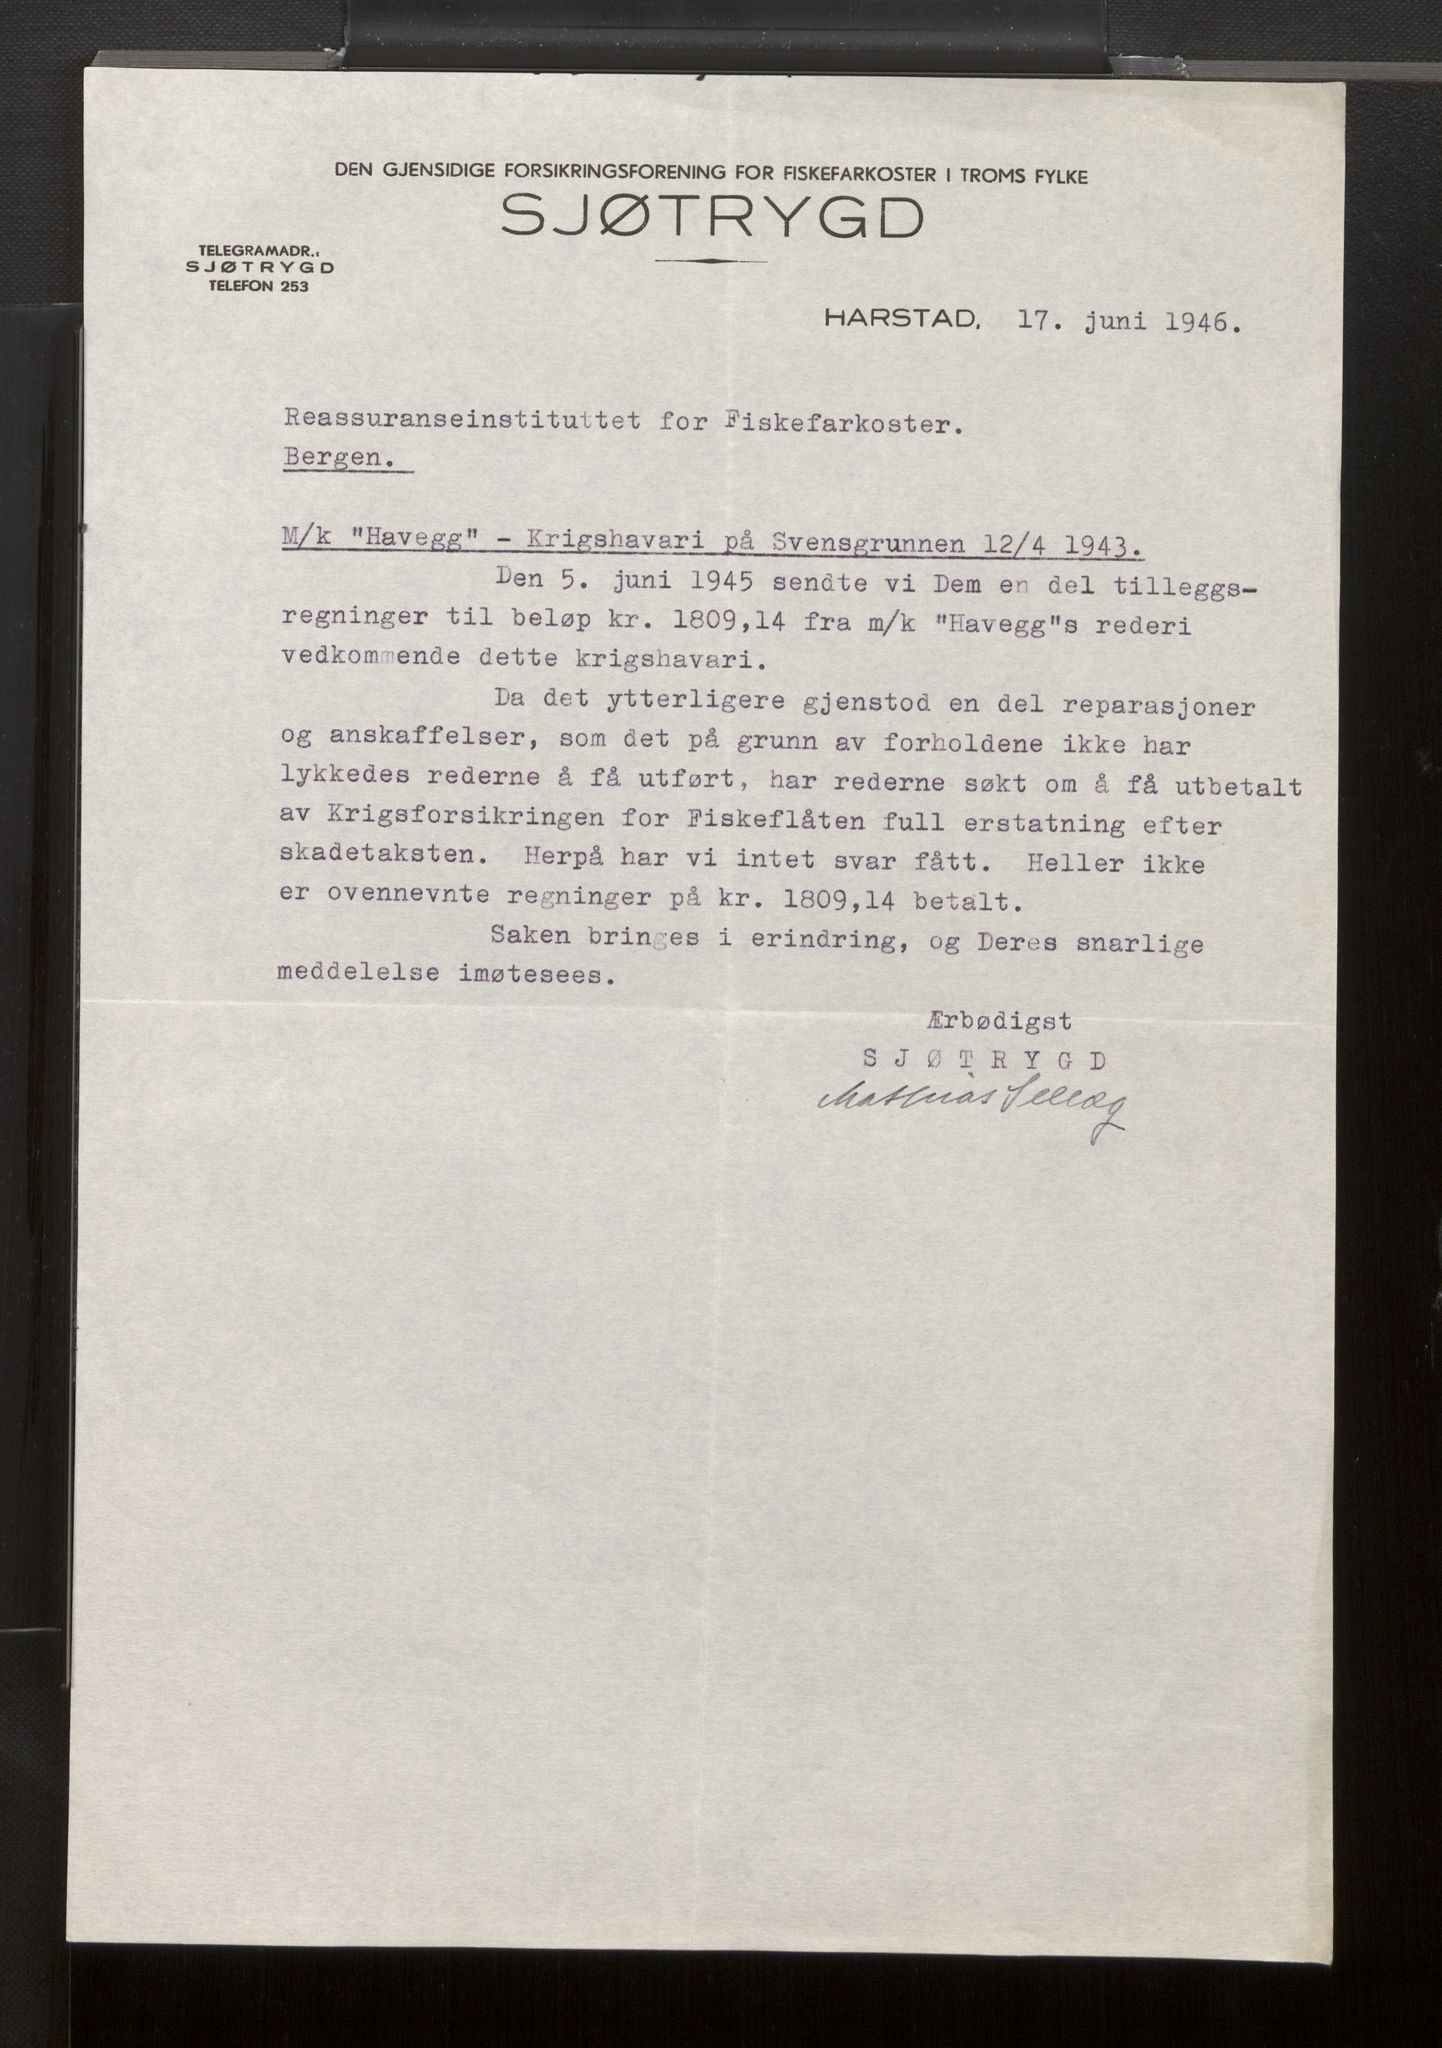 DEN GJENSIDIGE FORSIKRINGSFORENING FOR FISKEFARKOSTER I TROMS FYLKE
SJØTRYGD
TELEGRAMADR.:
SJØTRYGD
TELEFON 253
HARSTAD, 17. juni 1946.
Reassuranseinstituttet for Fiskefarkoster.
Bergen.
M/k "Havegg" - Krigshavari på Svensgrunnen 12/4 1943.
Den 5. juni 1945 sendte vi Dem en del tilleggs-
regninger til beløp kr. 1809,14 fra m/k "Havegg"s rederi
vedkommende dette krigshavari.
Da det ytterligere gjenstod en del reparasjoner
og anskaffelser, som det på grunn av forholdene ikke har
lykkedes rederne å få utført, har rederne søkt om å få utbetalt
av Krigsforsikringen for Fiskeflåten full erstatning efter
skadetaksten. Herpå har vi intet svar fått. Heller ikke
er ovennevnte regninger på kr. 1809,14 betalt.
Saken bringes i erindring, og Deres snarlige
meddelelse imøtesees.
Ærbødigst
SJØTRYGD
Mathias